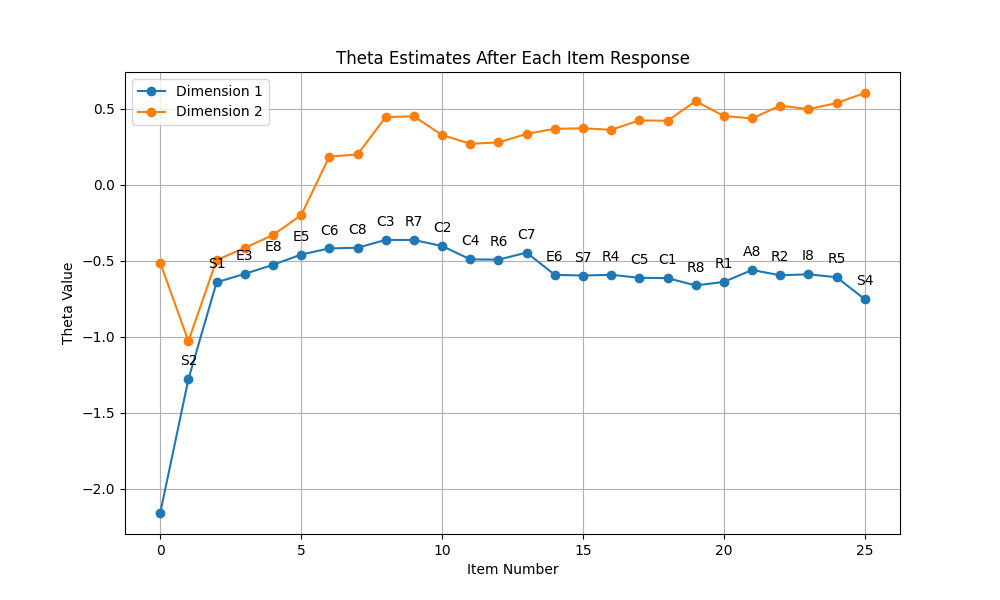 Theta Estimates After Each Item Response
Dimension 1
Dimension 2
0.5
0.0
−0.5
−1.0
−1.5
−2.0
Theta Value
S2
S1
E3
E8
E5
C6
C8
C3
R7
C2
C4
R6
C7
E6
S7
R4
C5
C1
R8
R1
A8
R2
I8
R5
S4
0 5 10 15 20 25
Item Number